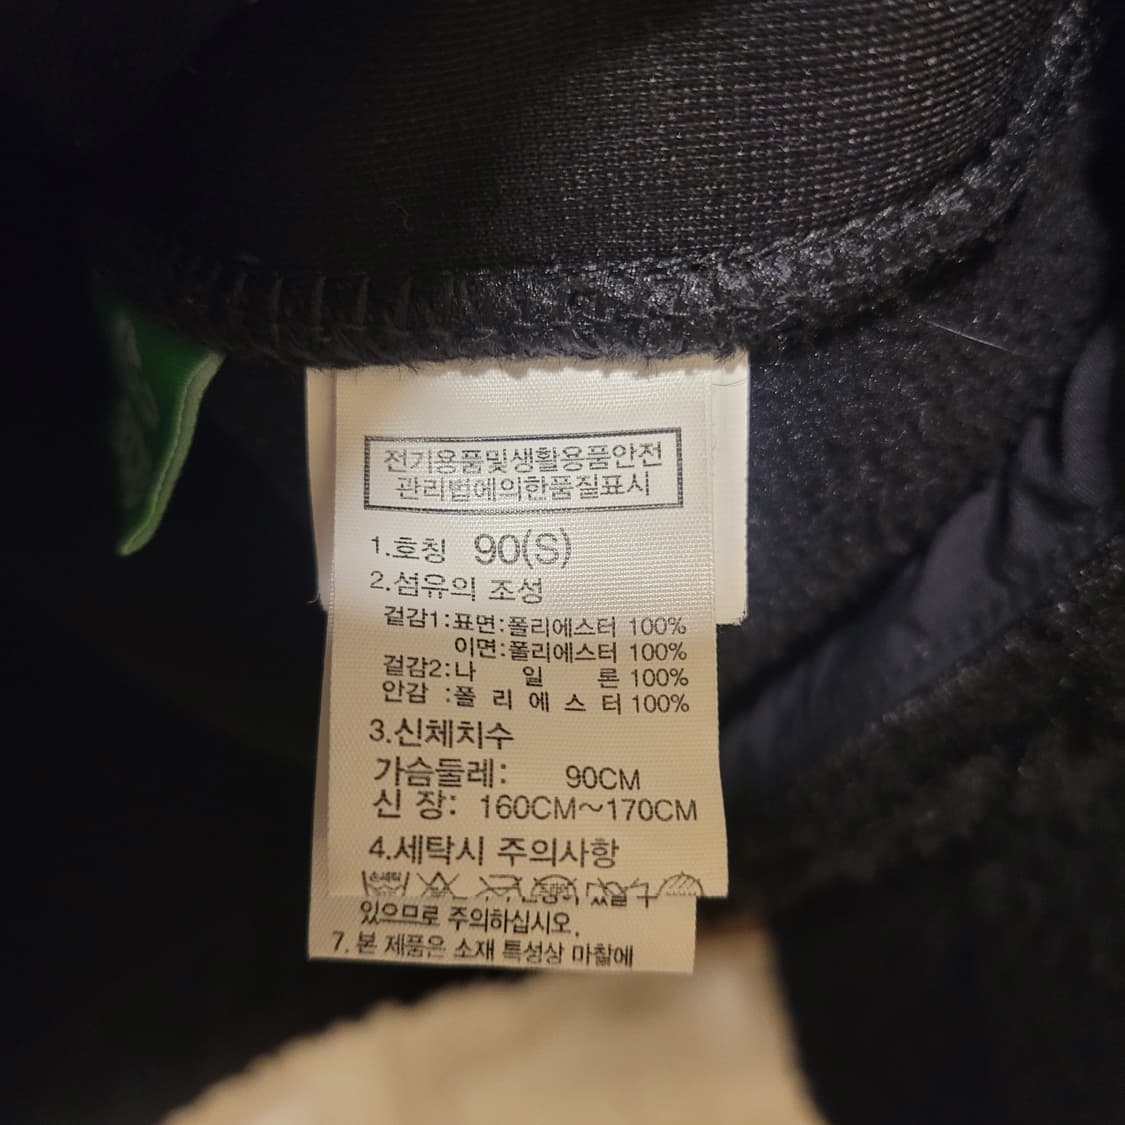 전기용품및생활용품안전
관리법에의한품질표시
1.호칭 90(S)
2.섬유의 조성
겉감1:표면:폴리에스터 100%
이면:폴리에스터 100%
겉감2:나 일 론 100%
안감 :폴 리 에 스 터 100%
3.신체치수
가슴둘레: 90CM
신 장: 160CM~170CM
4.세탁시 주의사항
손세탁
있으므로 주의하십시오.
7. 본 제품은 소재 특성상 마찰에